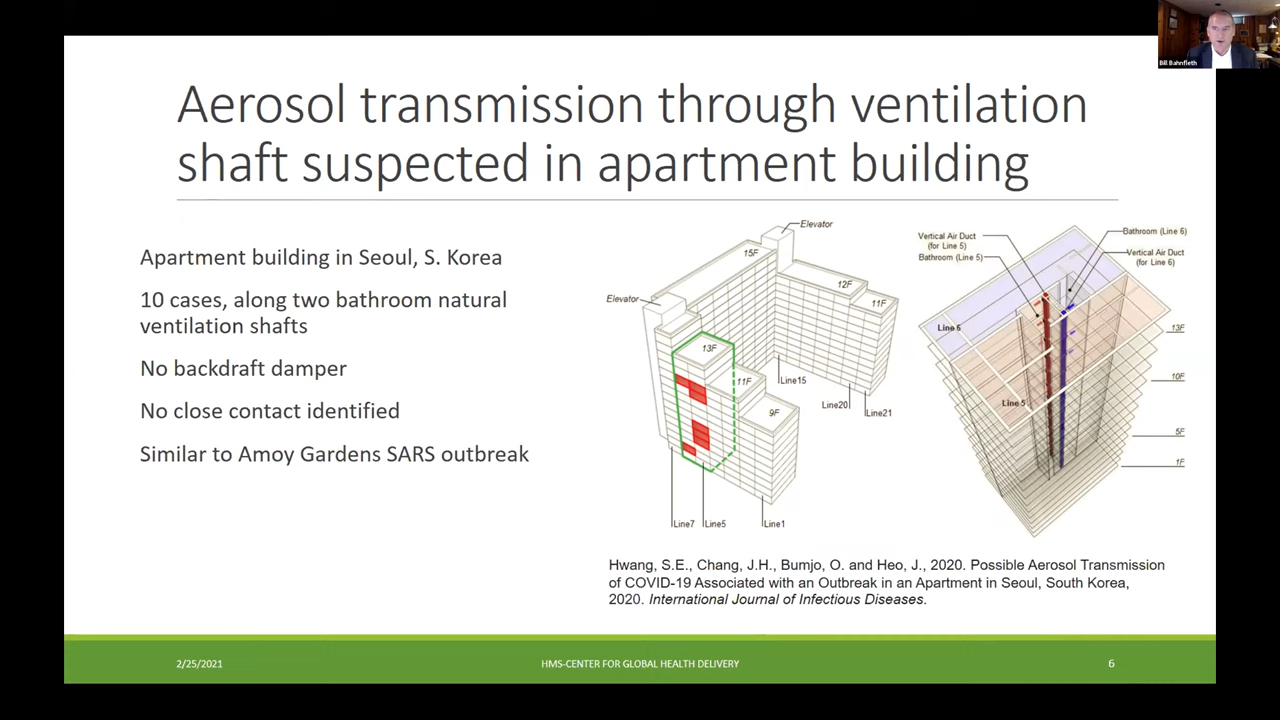 Bill Bahnfleth
Aerosol transmission through ventilation
shaft suspected in apartment building
Apartment building in Seoul, S. Korea
10 cases, along two bathroom natural
ventilation shafts
No backdraft damper
No close contact identified
Similar to Amoy Gardens SARS outbreak
Elevator
15F
12F
11F
Elevator
13F
11F
9F
Line15
Line20
Line21
Line7
Line5
Line1
Vertical Air Duct
(for Line 5)
Bathroom (Line 5)
Bathroom (Line 6)
Vertical Air Duct
(for Line 6)
Line 6
Line 5
13F
10F
5F
1F
Hwang, S.E., Chang, J.H., Bumjo, O. and Heo, J., 2020. Possible Aerosol Transmission
of COVID-19 Associated with an Outbreak in an Apartment in Seoul, South Korea,
2020. International Journal of Infectious Diseases.
2/25/2021
HMS-CENTER FOR GLOBAL HEALTH DELIVERY
6